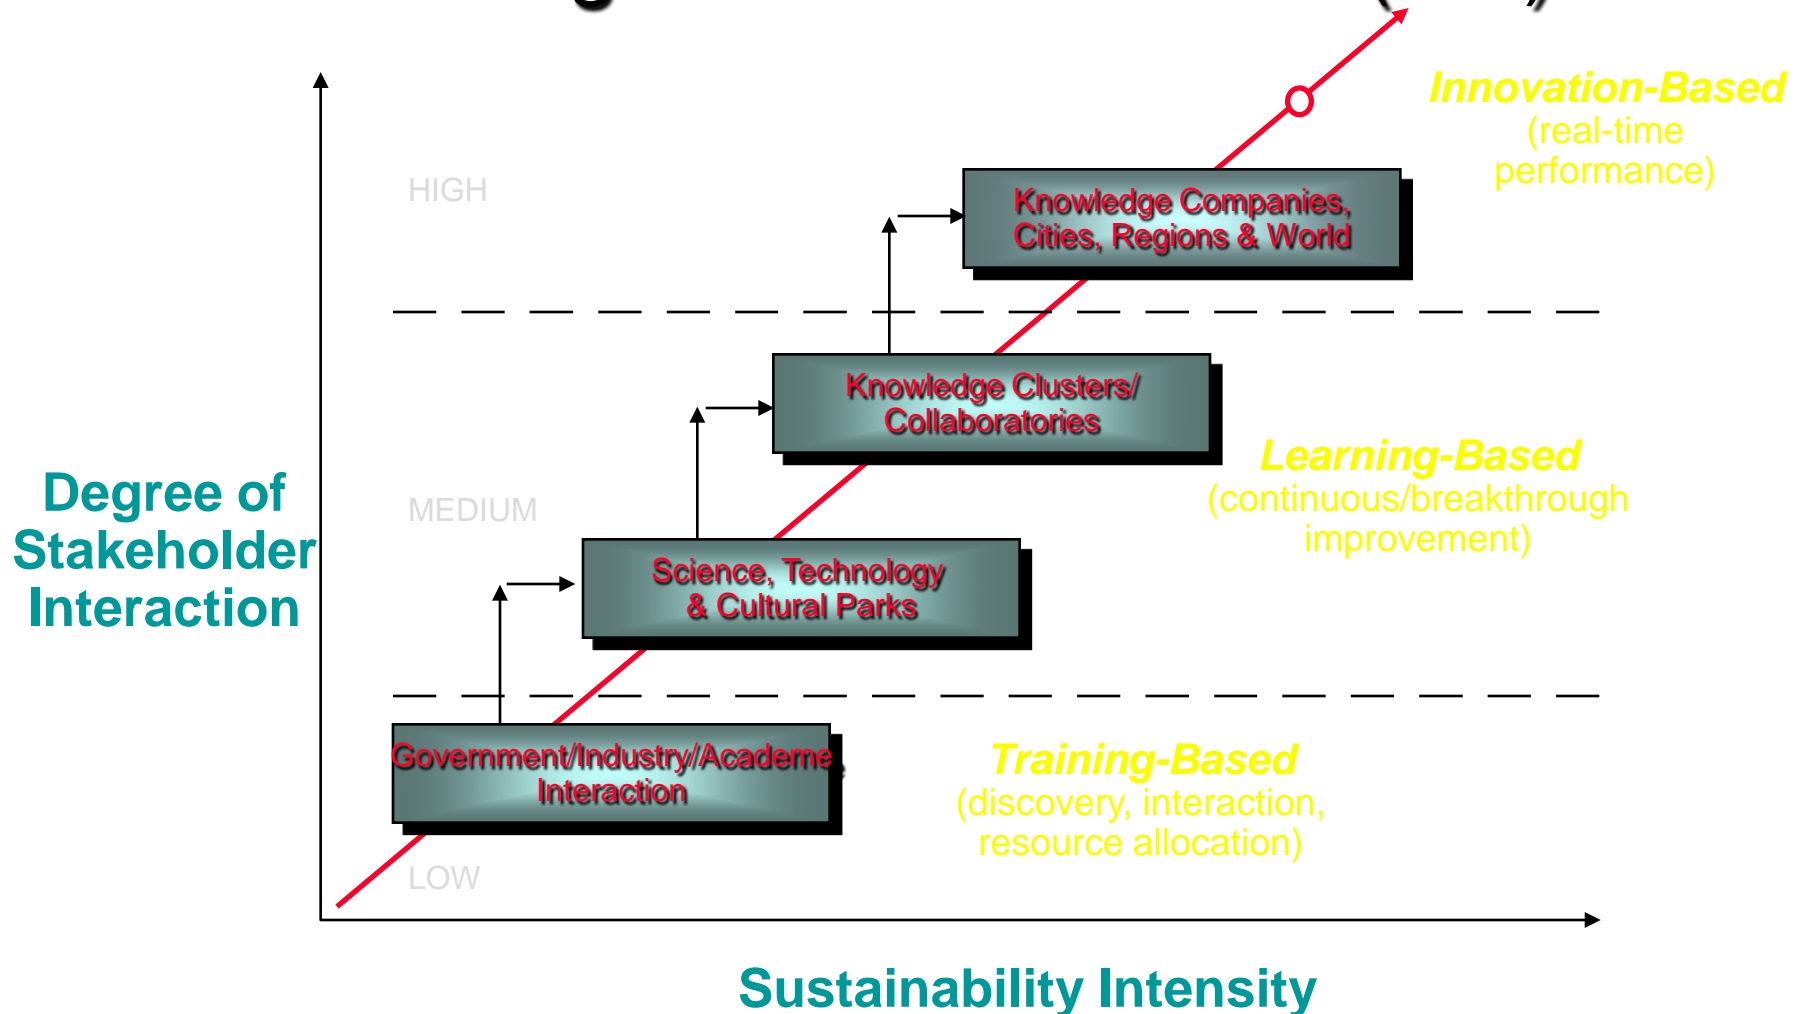 Innovation-Based
(real-time
performance)
HIGH
Knowledge Companies,
Cities, Regions & World
Knowledge Clusters/
Collaboratories
Learning-Based
(continuous/breakthrough
improvement)
Degree of
Stakeholder
Interaction
MEDIUM
Science, Technology
& Cultural Parks
Government/Industry/Academe
Interaction
Training-Based
(discovery, interaction,
resource allocation)
LOW
Sustainability Intensity